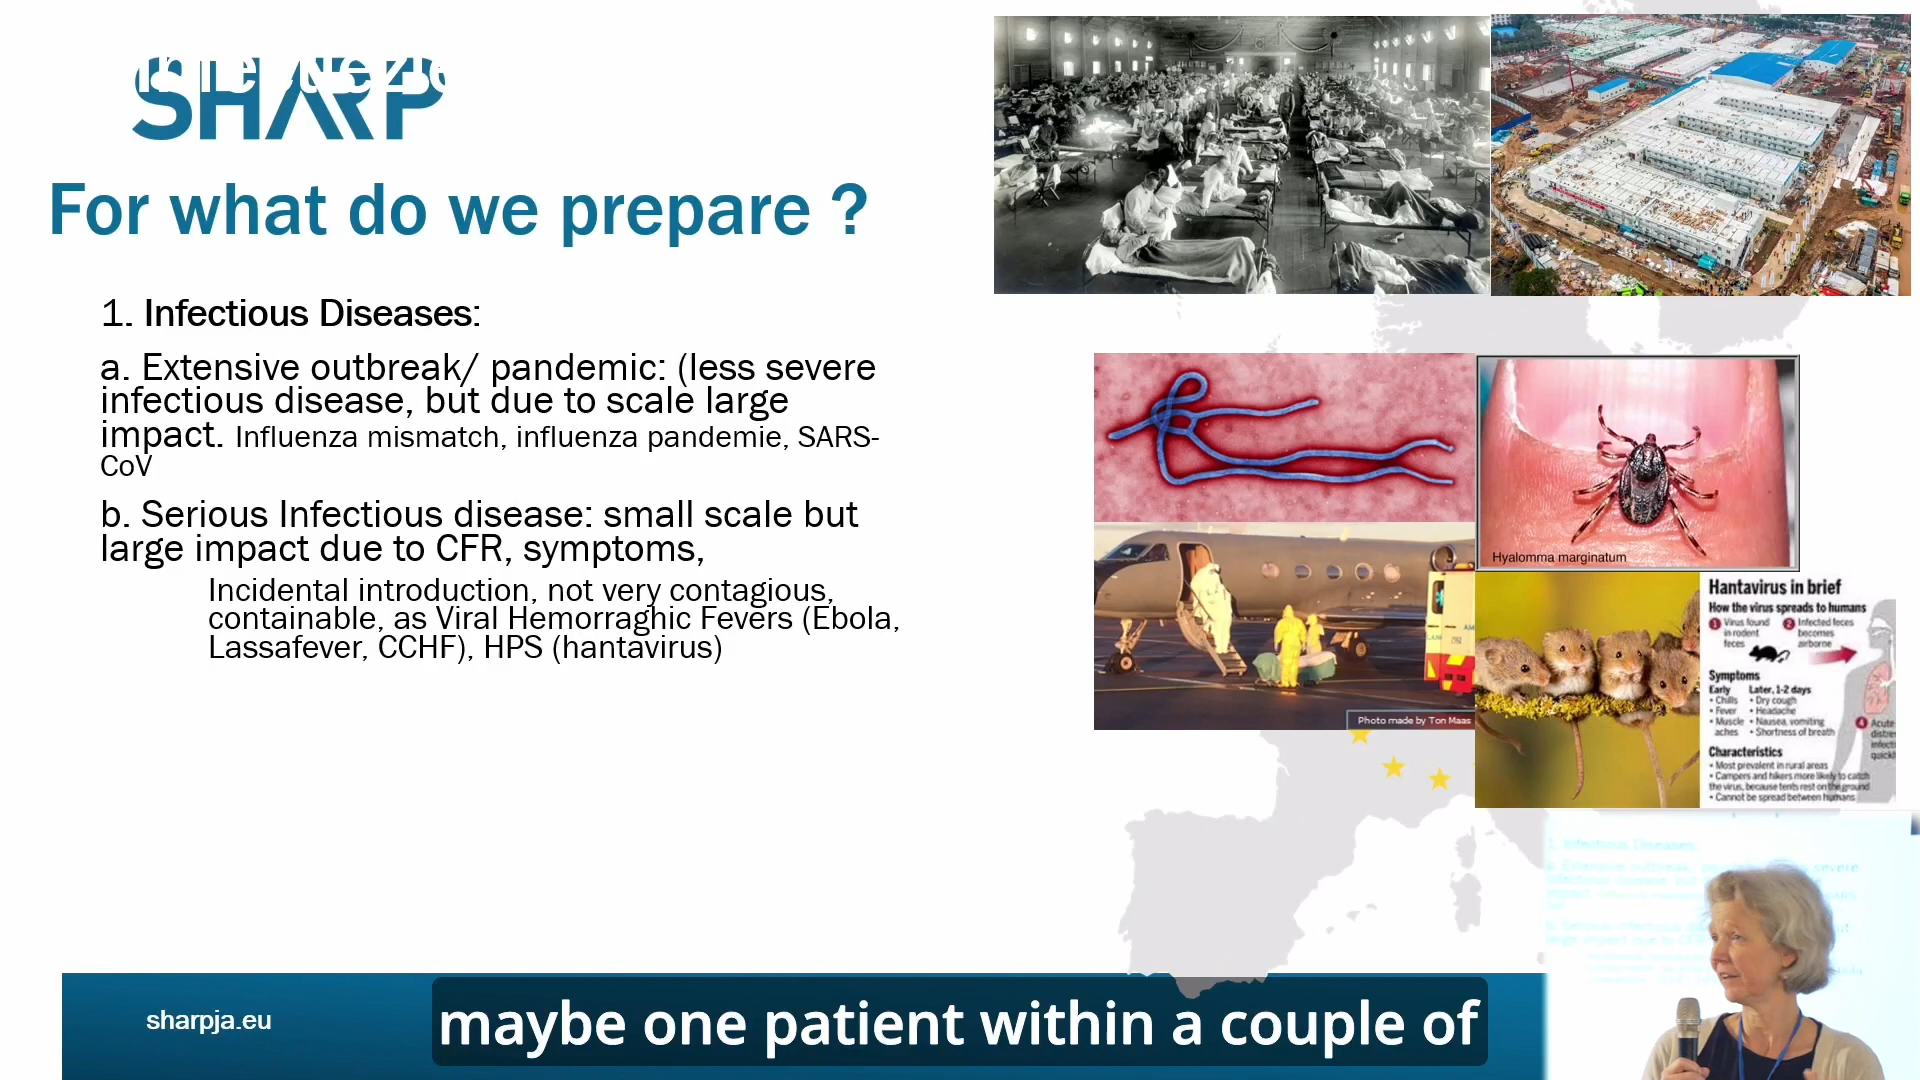 SHARP
For what do we prepare ?
1. Infectious Diseases:
a. Extensive outbreak/ pandemic: (less severe
infectious disease, but due to scale large
impact. Influenza mismatch, influenza pandemie, SARS-
CoV
b. Serious Infectious disease: small scale but
large impact due to CFR, symptoms,
Incidental introduction, not very contagious,
containable, as Viral Hemorraghic Fevers (Ebola,
Lassafever, CCHF), HPS (hantavirus)
Hyalomma marginatum
Photo made by Ton Maas
Hantavirus in brief
How the virus spreads to humans
1 Virus found
in rodent
feces
2 Infected feces
becomes
airborne
Symptoms
Early
• Chills
• Fever
• Muscle
aches
Later, 1-2 days
• Dry cough
• Headache
• Nausea, vomiting
• Shortness of breath
4 Acute
Characteristics
• Most prevalent in rural areas
• Campers and hikers more likely to catch
the virus, because tents rest on the ground
• Cannot be spread between humans
sharpja.eu
maybe one patient within a couple of